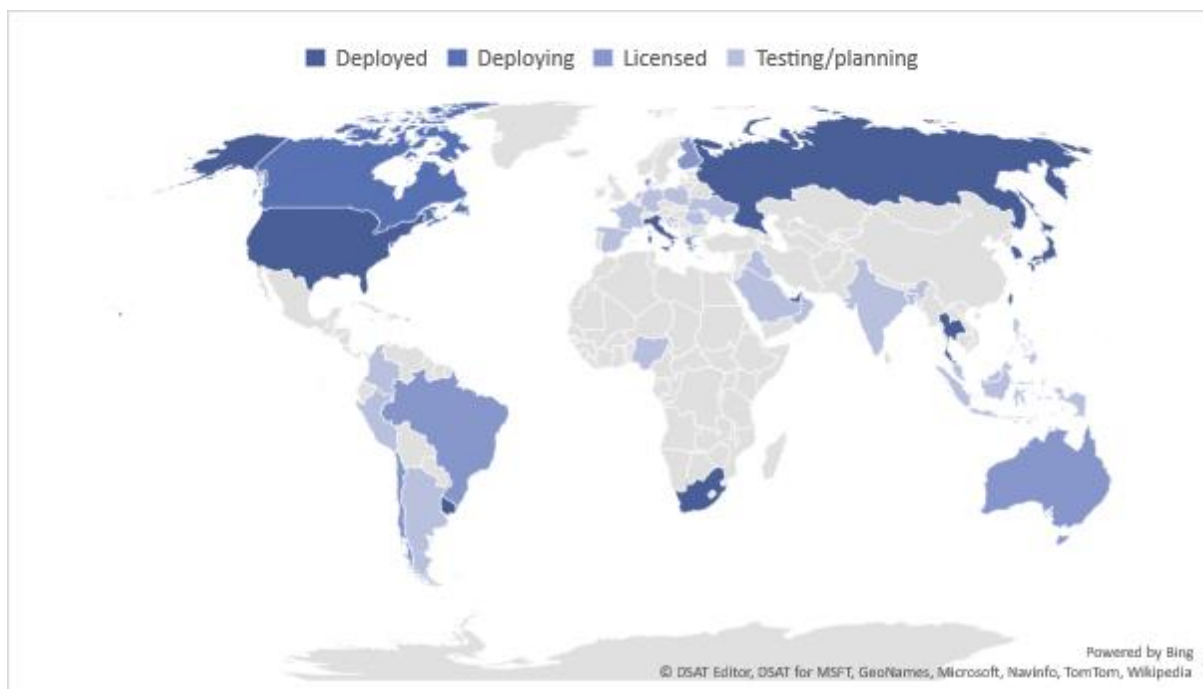 Deployed Deploying Licensed Testing/planning
Powered by Bing
© DSAT Editor, DSAT for MSFT, GeoNames, Microsoft, NavInfo, TomTom, Wikipedia